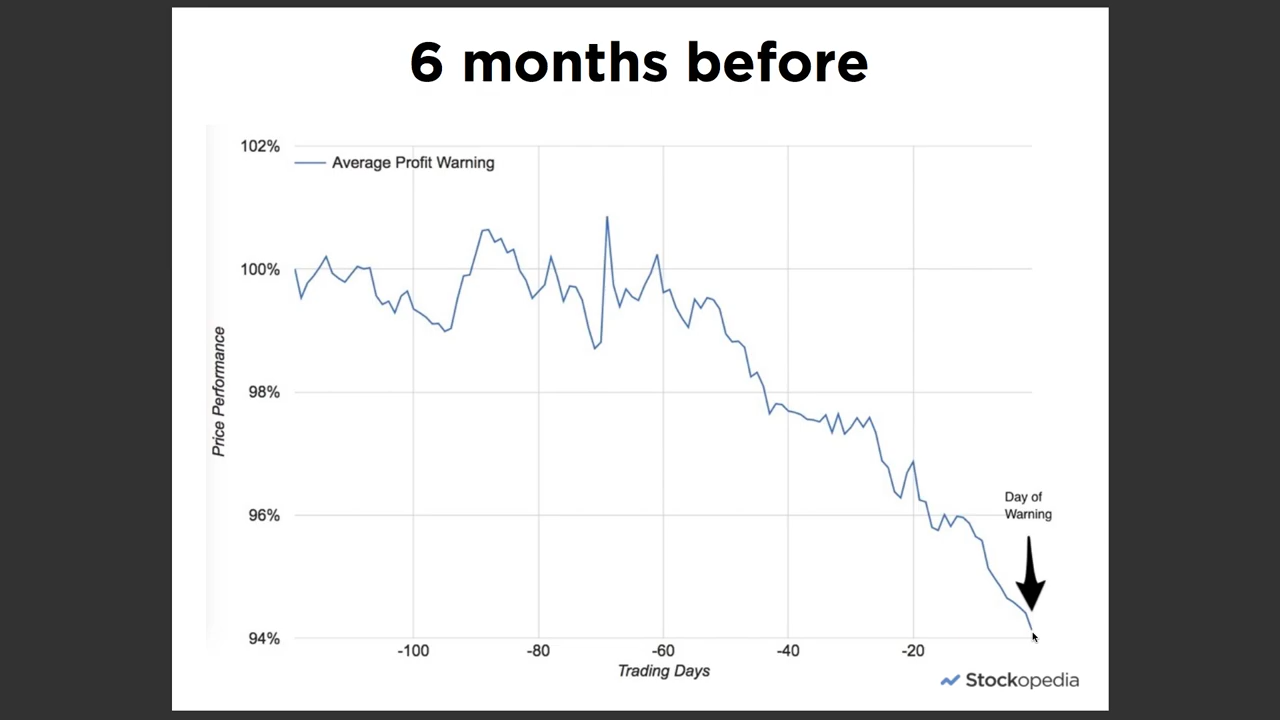 6 months before
102%
Average Profit Warning
100%
98%
96%
94%
Price Performance
Day of
Warning
-100
-80
-60
-40
-20
Trading Days
Stockopedia